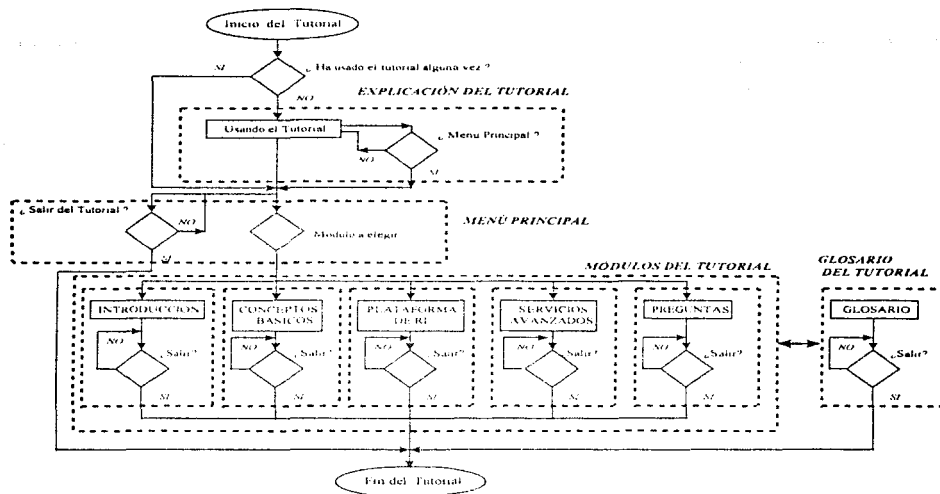 Inicio del Tutorial
SI
¿ Ha usado el tutorial alguna vez ?
NO
EXPLICACIÓN DEL TUTORIAL
Usando el Tutorial
¿ Menu Principal ?
NO
SI
¿ Salir del Tutorial ?
NO
Modulo a elegir
MENÚ PRINCIPAL
SI
MÓDULOS DEL TUTORIAL
GLOSARIO
DEL TUTORIAL
INTRODUCCION
CONCEPTOS
BASICOS
PLATAFORMA
DE RI
SERVICIOS
AVANZADOS
PREGUNTAS
GLOSARIO
NO
¿Salir?
NO
¿Salir?
NO
¿Salir?
NO
¿Salir?
NO
¿Salir?
NO
¿Salir?
SI
SI
SI
SI
SI
SI
Fin del Tutorial